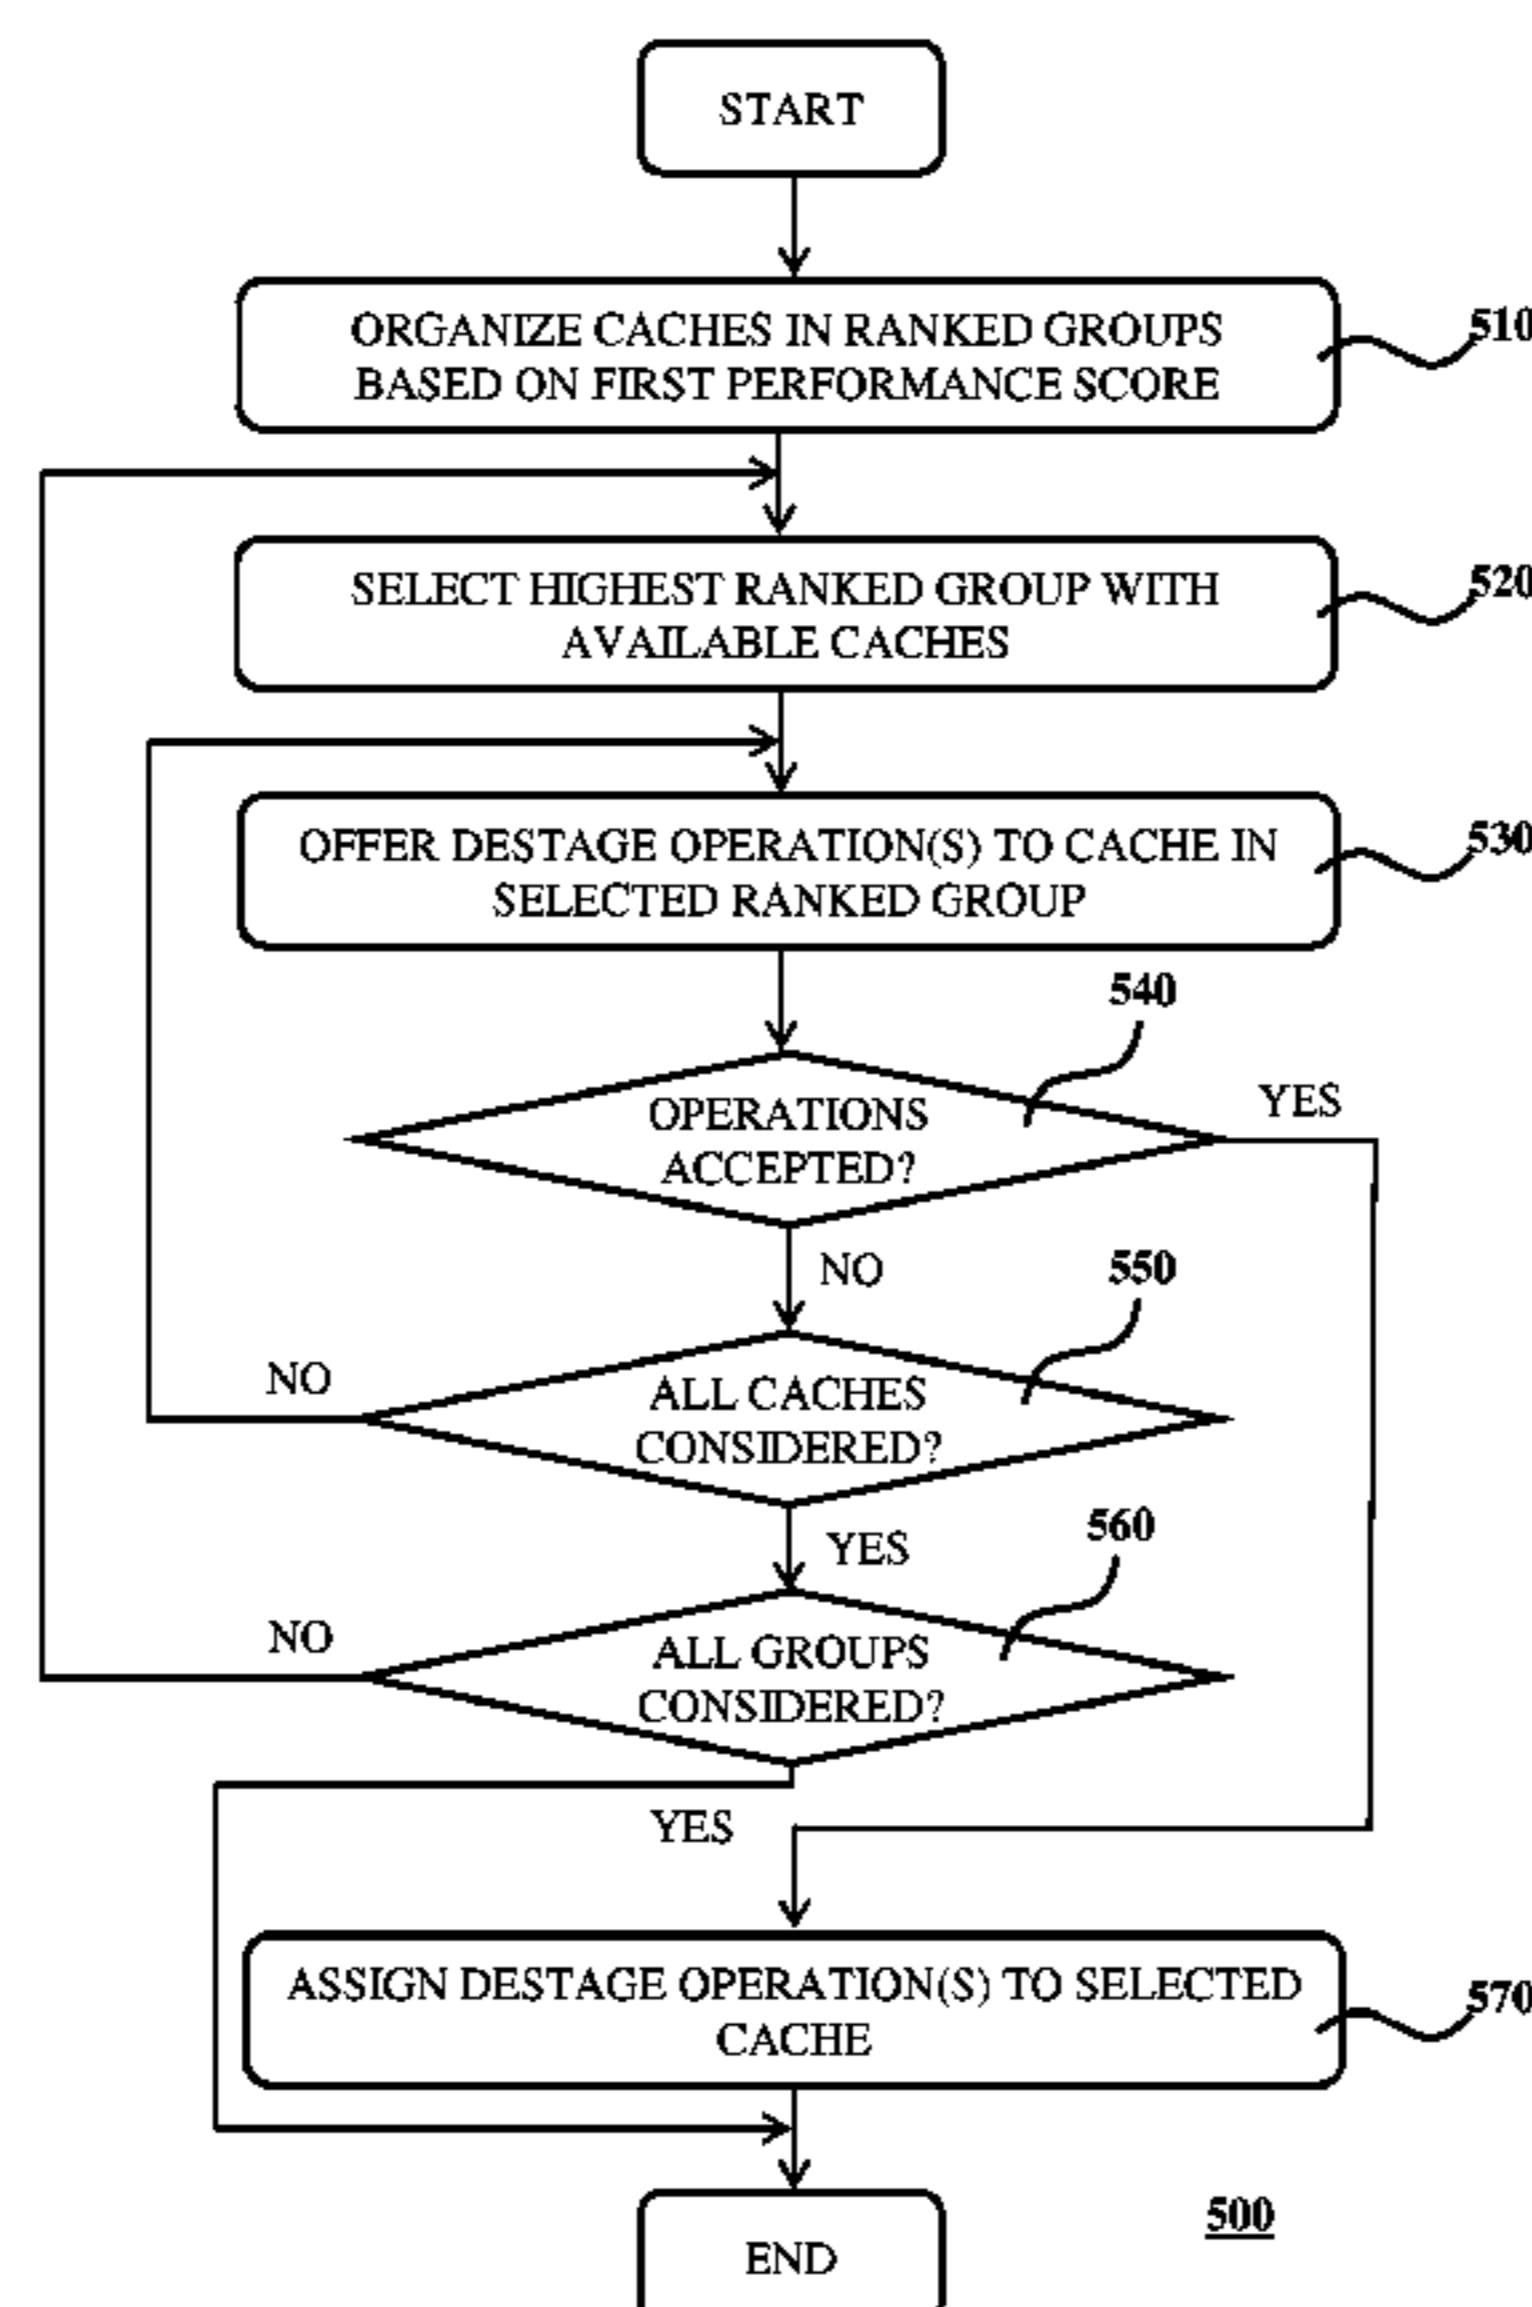 START
ORGANIZE CACHES IN RANKED GROUPS
BASED ON FIRST PERFORMANCE SCORE
510
SELECT HIGHEST RANKED GROUP WITH
AVAILABLE CACHES
520
OFFER DESTAGE OPERATION(S) TO CACHE IN
SELECTED RANKED GROUP
530
540
OPERATIONS
ACCEPTED?
YES
NO
550
ALL CACHES
CONSIDERED?
NO
YES
560
ALL GROUPS
CONSIDERED?
NO
YES
ASSIGN DESTAGE OPERATION(S) TO SELECTED
CACHE
570
500
END